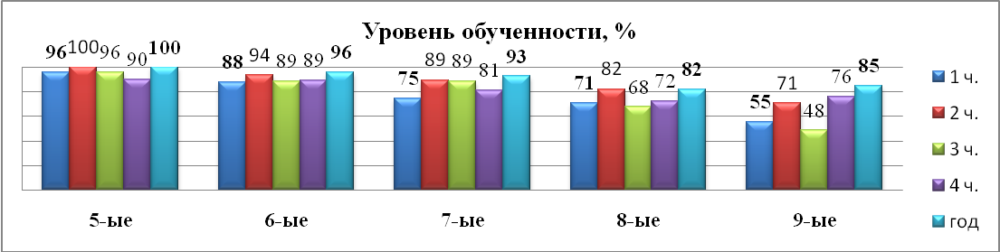 Уровень обученности, %
96 100 96 90 100 88 94 89 89 96 75 89 89 81 93 71 82 68 72 82 55 71 48 76 85
5-ые 6-ые 7-ые 8-ые 9-ые
1 ч.
2 ч.
3 ч.
4 ч.
год